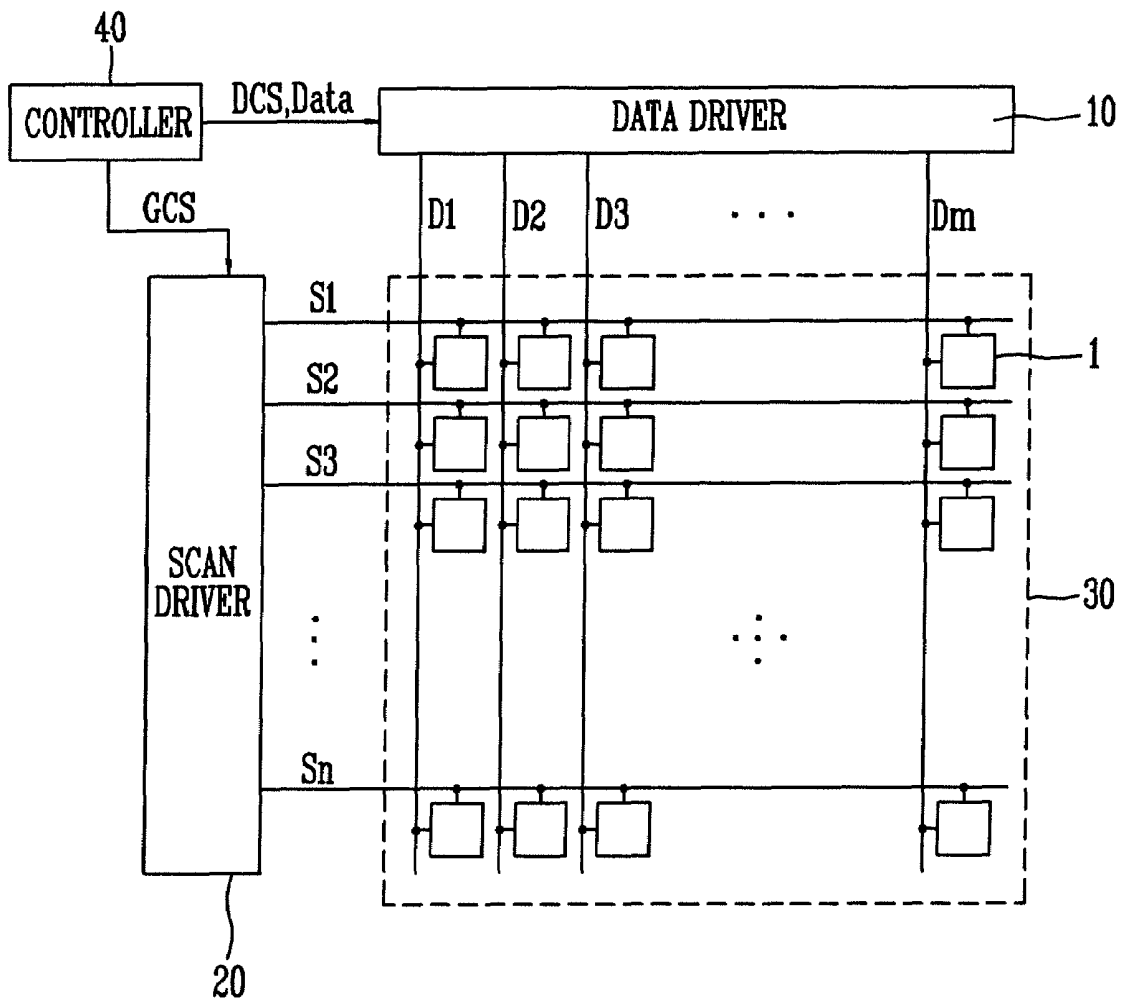 40
CONTROLLER
DCS,Data
DATA DRIVER
10
GCS
D1
D2
D3
Dm
S1
1
S2
S3
SCAN
DRIVER
30
Sn
20